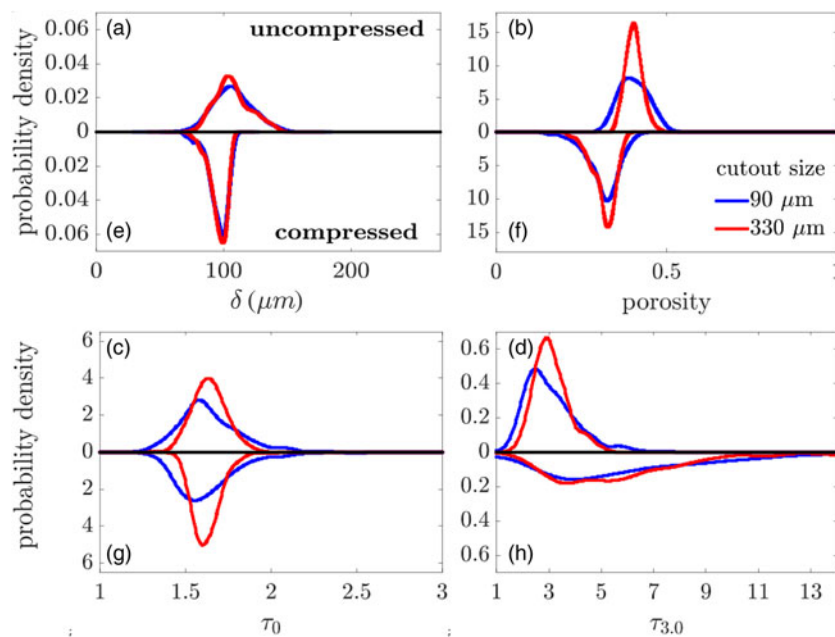 (a) uncompressed
0.06
0.04
0.02
0
0.02
0.04
0.06
(e) compressed
0 100 200
δ (μm)
probability density
(b)
15
10
5
0
5
10
15
cutout size
90 μm
330 μm
(f)
0 0.5 1
porosity
(c)
6
4
2
0
2
4
6
(g)
1 1.5 2 2.5 3
τ0
probability density
(d)
0.6
0.4
0.2
0
0.2
0.4
0.6
(h)
1 3 5 7 9 11 13
τ3.0